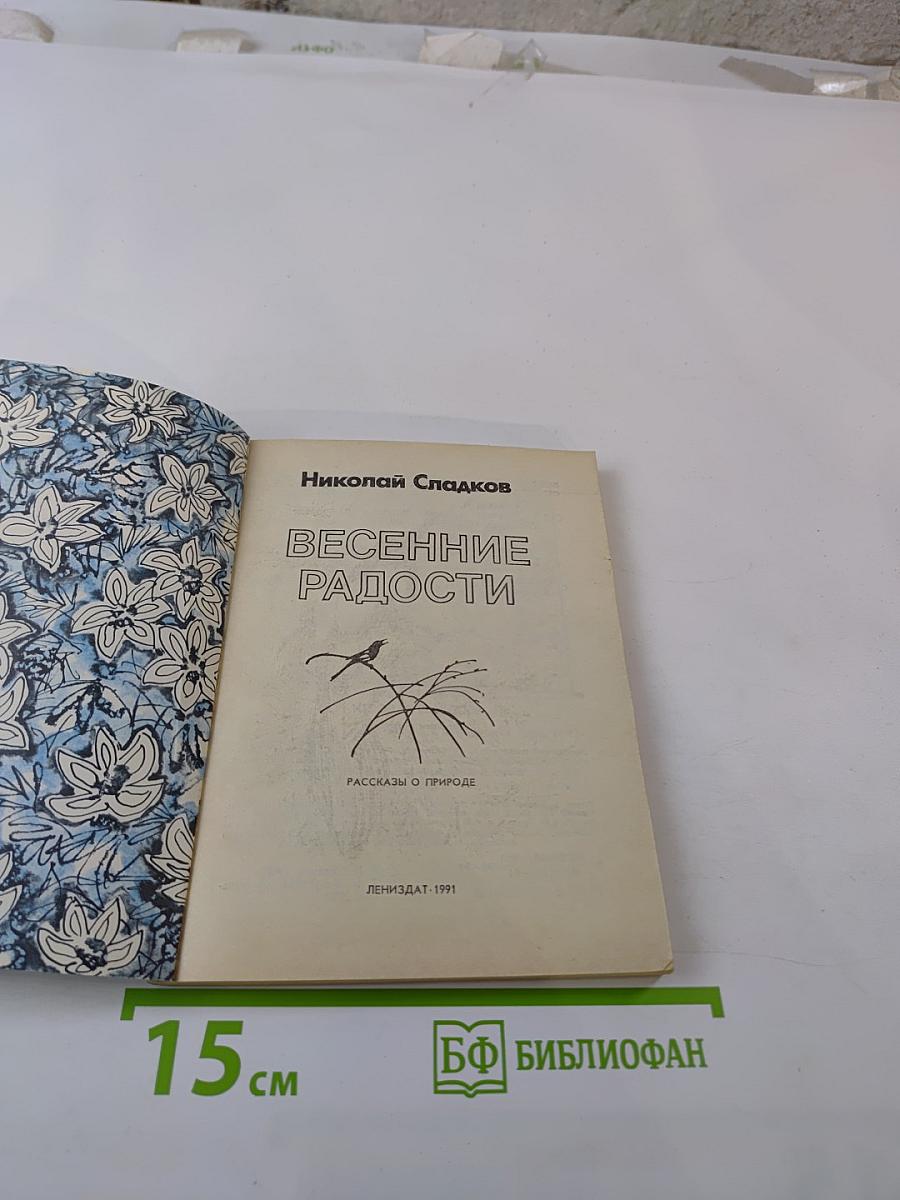 Николай Сладков
ВЕСЕННИЕ
РАДОСТИ
РАССКАЗЫ О ПРИРОДЕ
ЛЕНИЗДАТ·1991
15 см
БФ БИБЛИОФАН